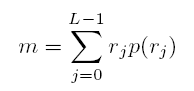 m = \sum_{j=0}^{L-1} r_j p(r_j)